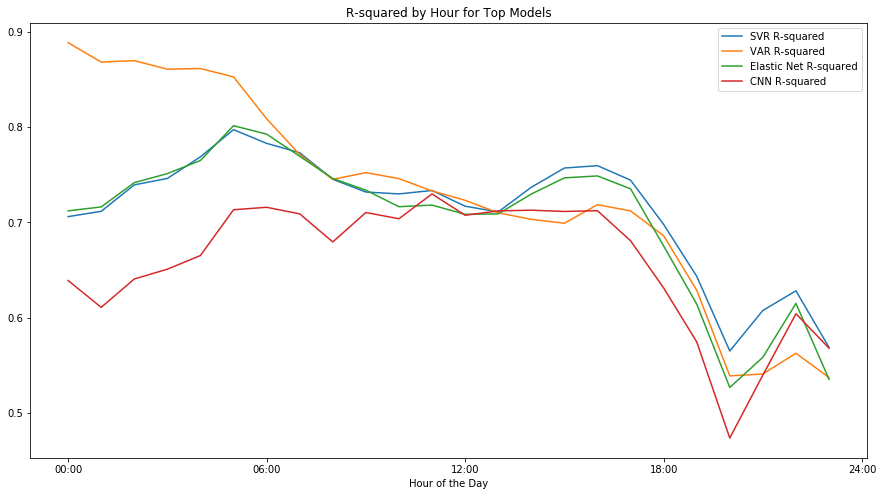 R-squared by Hour for Top Models
SVR R-squared
VAR R-squared
Elastic Net R-squared
CNN R-squared
0.9
0.8
0.7
0.6
0.5
00:00
06:00
12:00
18:00
24:00
Hour of the Day